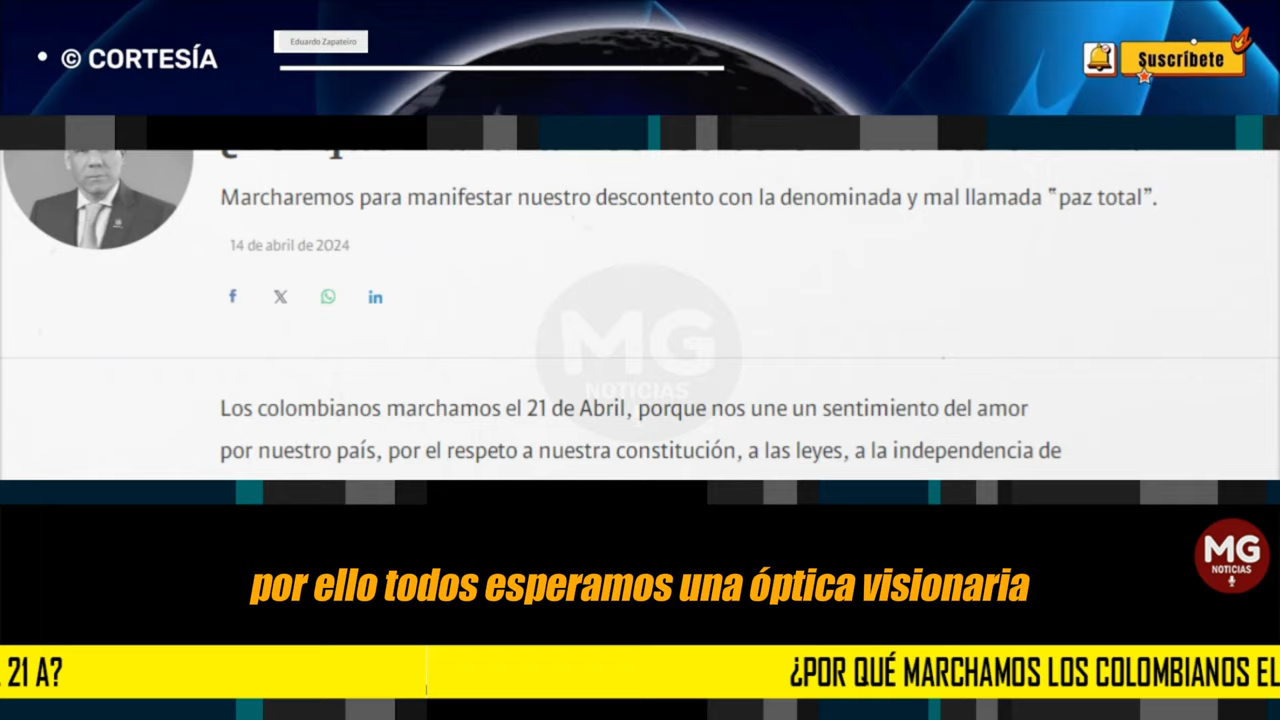 © CORTESÍA
Eduardo Zapateiro
Suscríbete
Marcharemos para manifestar nuestro descontento con la denominada y mal llamada "paz total".
14 de abril de 2024
MG
NOTICIAS
Los colombianos marchamos el 21 de Abril, porque nos une un sentimiento del amor
por nuestro país, por el respeto a nuestra constitución, a las leyes, a la independencia de
MG
NOTICIAS
por ello todos esperamos una óptica visionaria
21 A?
¿POR QUÉ MARCHAMOS LOS COLOMBIANOS EL